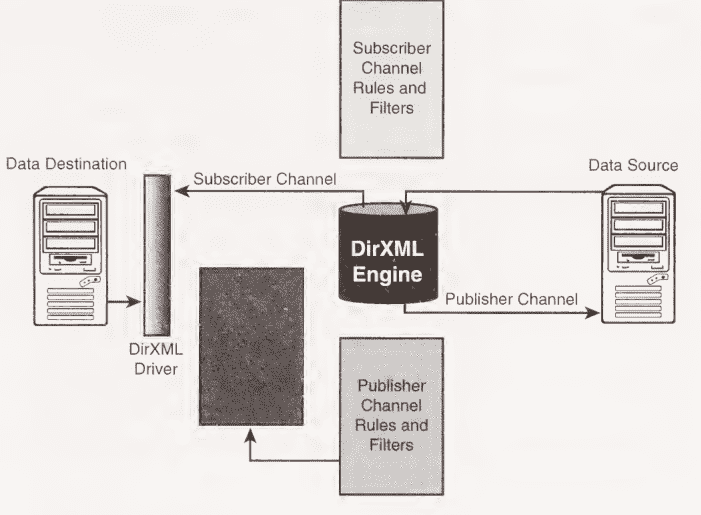 Subscriber
Channel
Rules and
Filters
Data Destination
Data Source
Subscriber Channel
DirXML
Engine
Publisher Channel
DirXML
Driver
Publisher
Channel
Rules and
Filters